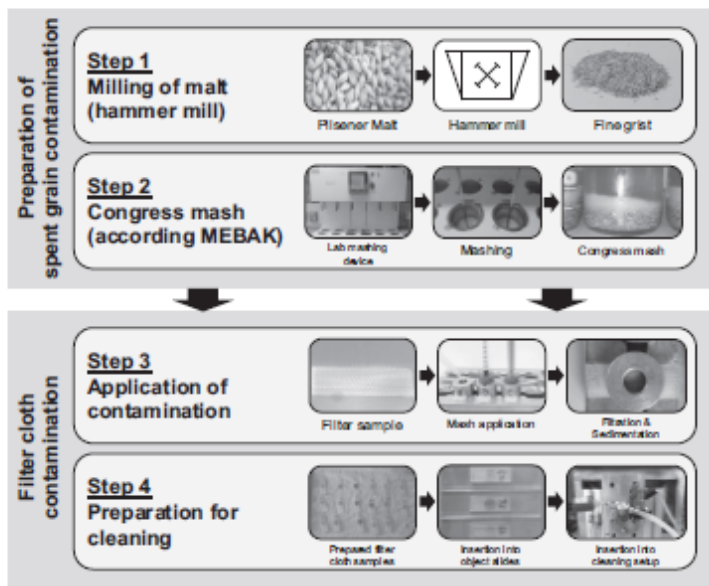 Preparation of
spent grain contamination
Step 1
Milling of malt
(hammer mill)
Pilsener Malt
Hammer mill
Fine grist
Step 2
Congress mash
(according MEBAK)
Lab mashing
device
Mashing
Congress mash
Filter cloth
contamination
Step 3
Application of
contamination
Filter sample
Mash application
Filtration &
Sedimentation
Step 4
Preparation for
cleaning
Prepared filter
cloth samples
Insertion into
object slides
Insertion into
cleaning setup